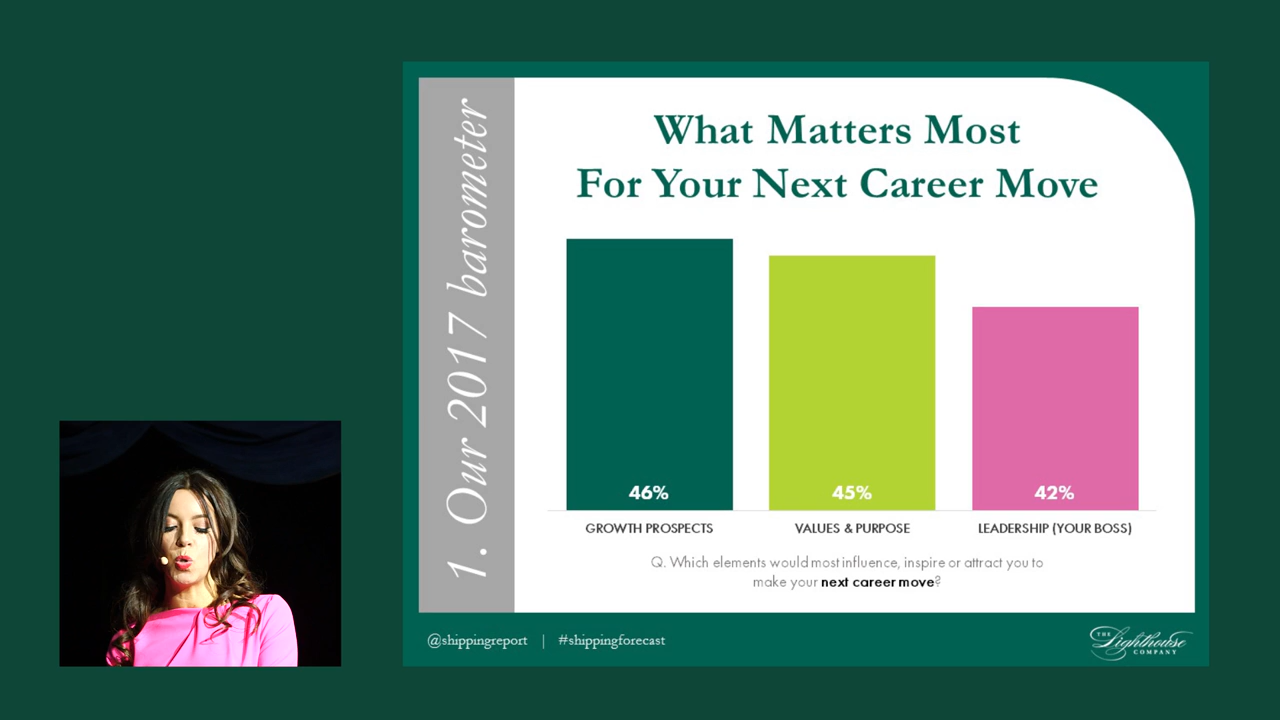 1. Our 2017 barometer
What Matters Most
For Your Next Career Move
46%
45%
42%
GROWTH PROSPECTS
VALUES & PURPOSE
LEADERSHIP (YOUR BOSS)
Q. Which elements would most influence, inspire or attract you to
make your next career move?
@shippingreport | #shippingforecast
THE
Lighthouse
COMPANY